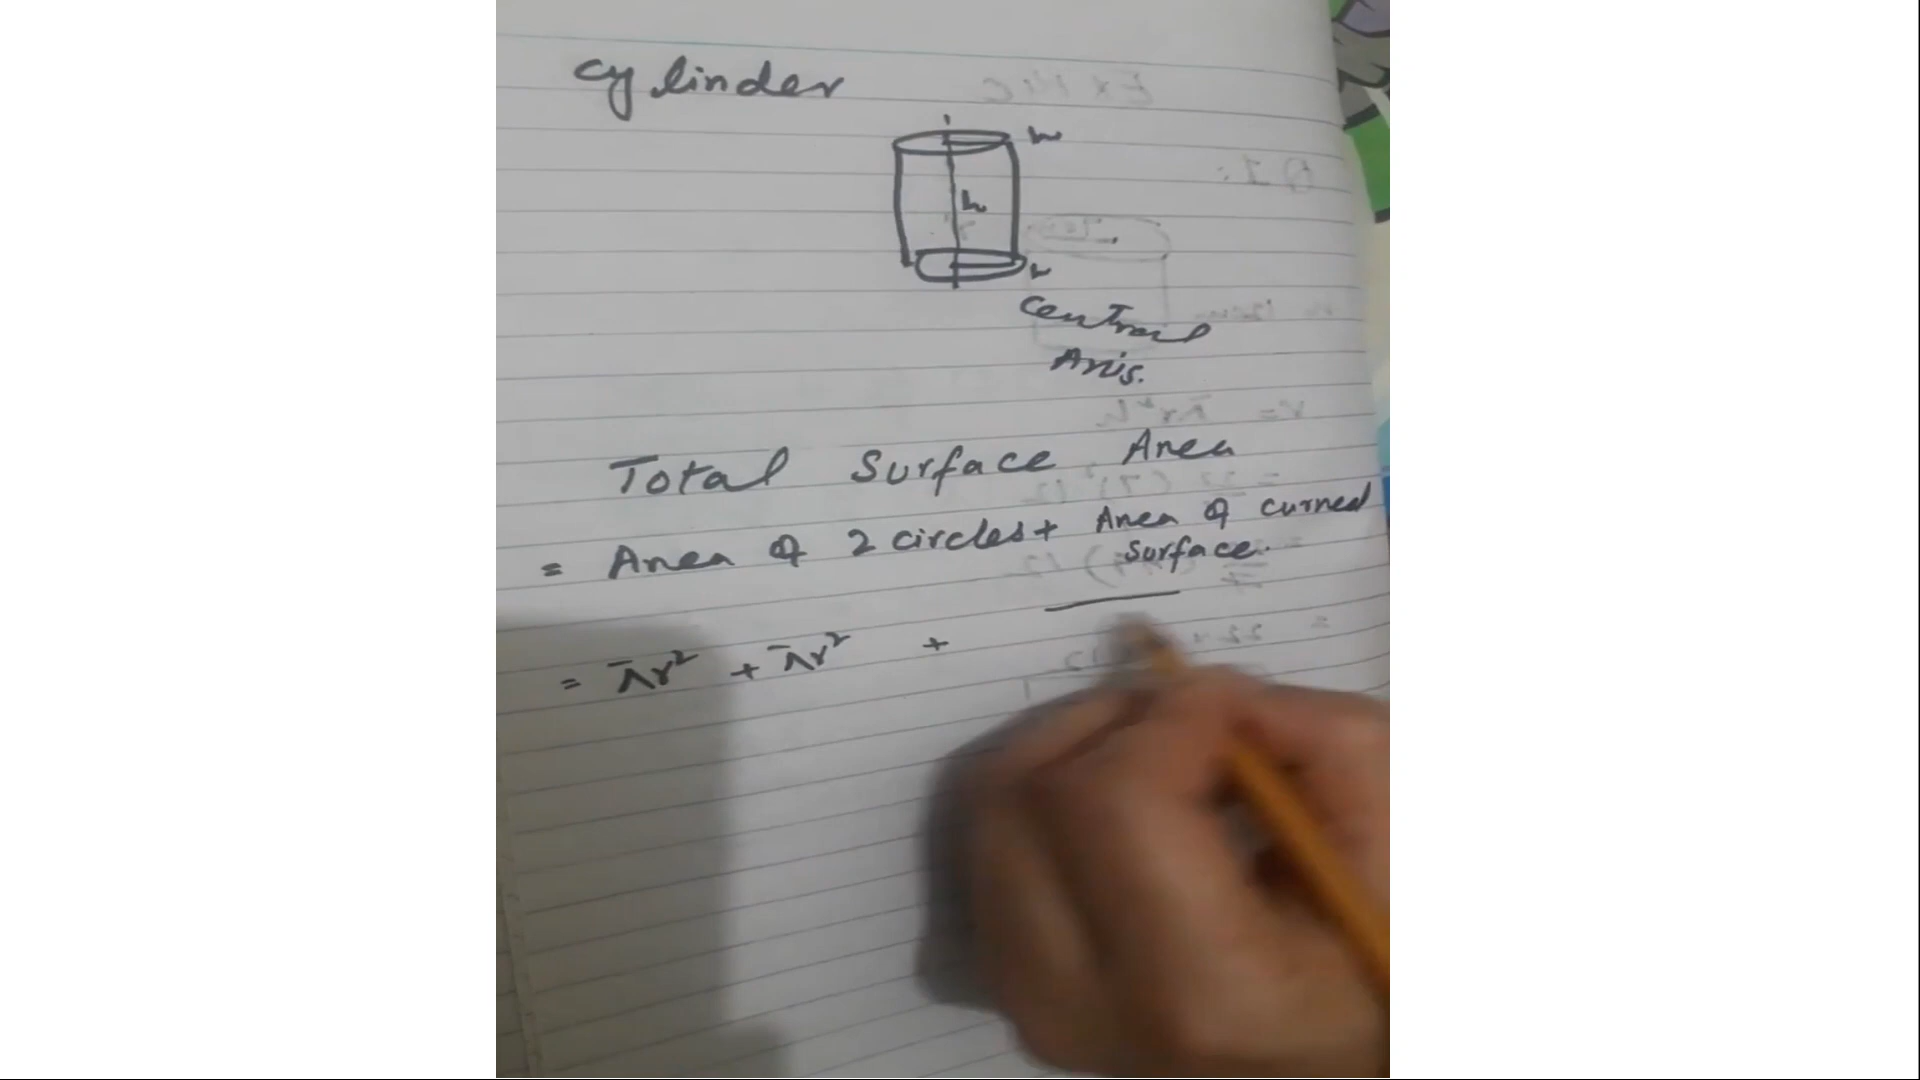 cylinder
r
h
r
Central
Axis.
Total Surface Area
= Area of 2 circles + Area of curved
surface.
= πr² + πr² +